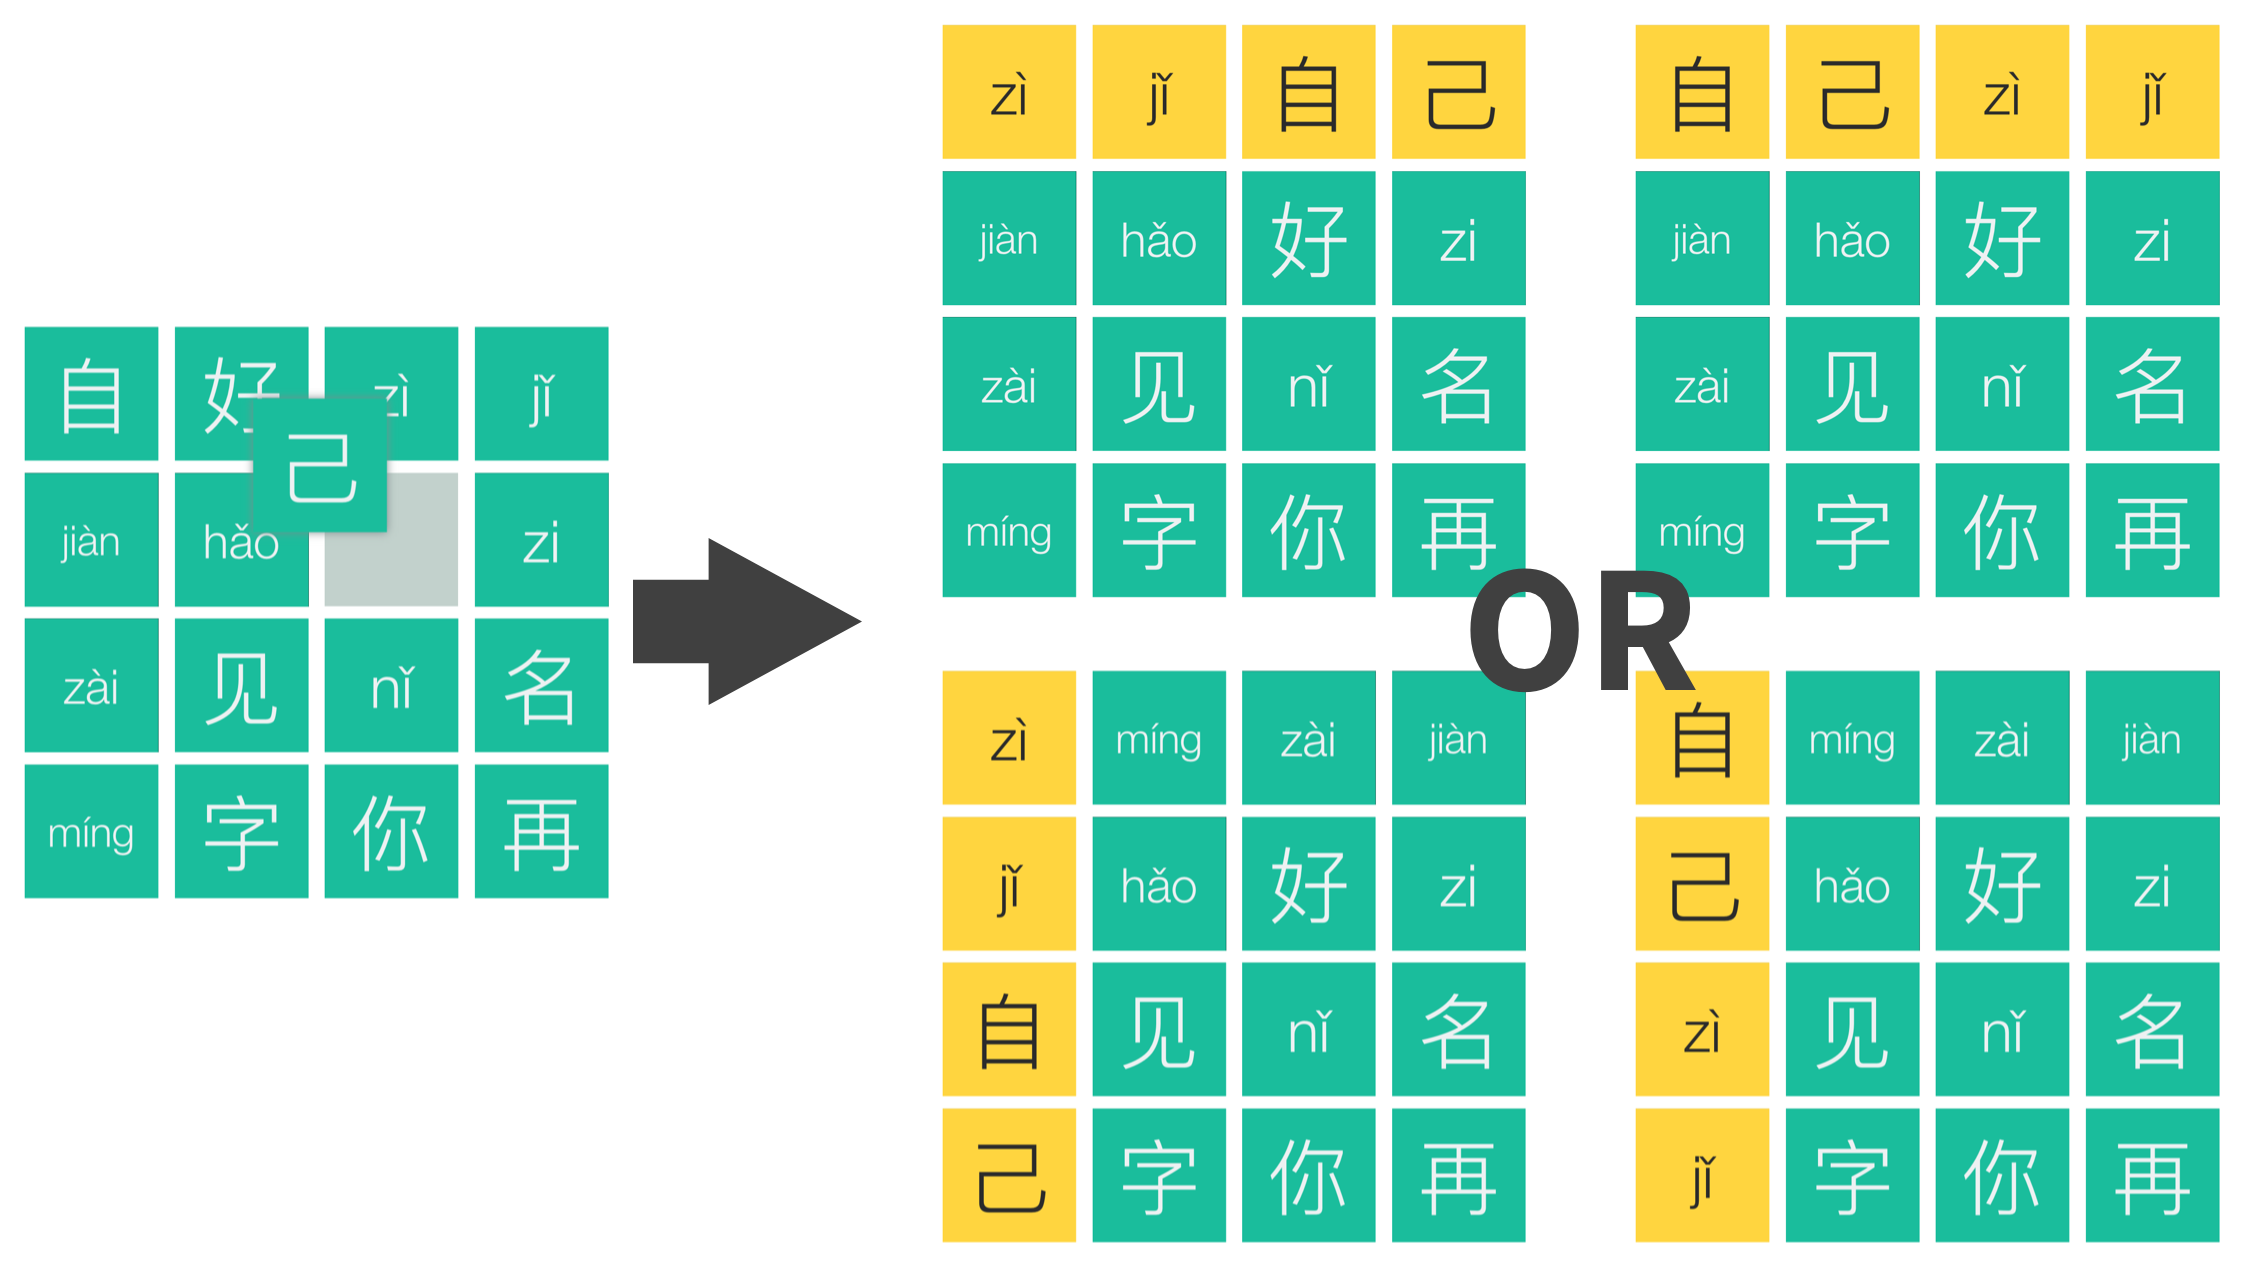 自 好 zì jǐ
己
jiàn hǎo zi
zài 见 nǐ 名
míng 字 你 再
zì jǐ 自 己
jiàn hǎo 好 zi
zài 见 nǐ 名
míng 字 你 再
自 己 zì jǐ
jiàn hǎo 好 zi
zài 见 nǐ 名
míng 字 你 再
OR
zì míng zài jiàn
jǐ hǎo 好 zi
自 见 nǐ 名
己 字 你 再
自 míng zài jiàn
己 hǎo 好 zi
zì 见 nǐ 名
jǐ 字 你 再